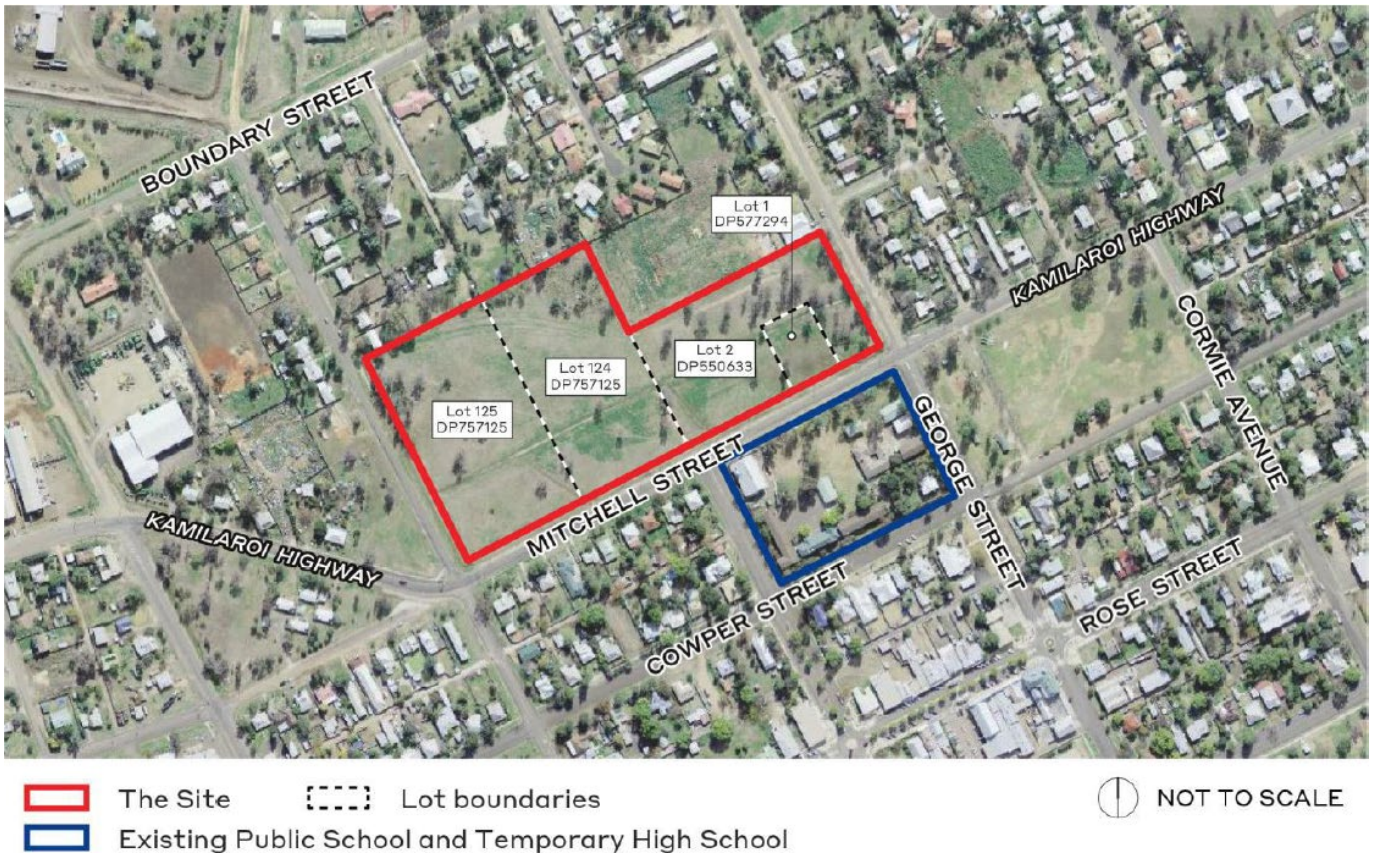 BOUNDARY STREET
Lot 1
DP577294
KAMILAROI HIGHWAY
CORMIE AVENUE
Lot 2
DP550633
Lot 124
DP757125
Lot 125
DP757125
MITCHELL STREET
GEORGE STREET
KAMILAROI HIGHWAY
COWPER STREET
ROSE STREET
The Site
Lot boundaries
NOT TO SCALE
Existing Public School and Temporary High School